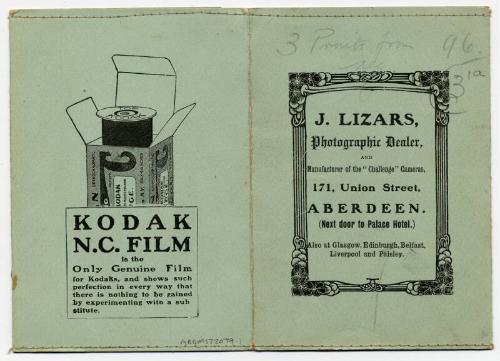 KODAK
N.C. FILM
is the
Only Genuine Film
for Kodaks, and shows such
perfection in every way that
there is nothing to be gained
by experimenting with a sub
stitute.
3 Prints from 96.
J. LIZARS,
Photographic Dealer,
AND
Manufacturer of the "Challenge" Cameras,
171, Union Street,
ABERDEEN.
(Next door to Palace Hotel.)
Also at Glasgow, Edinburgh, Belfast,
Liverpool and Paisley.